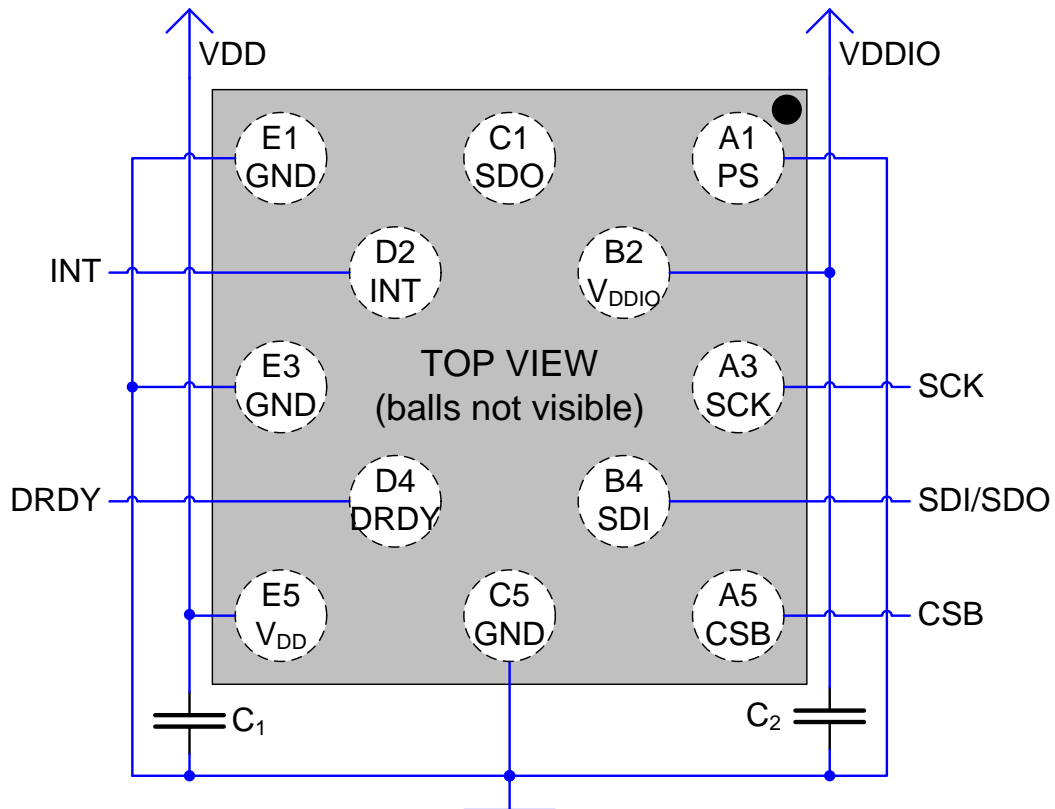 VDD
VDDIO
E1
GND
C1
SDO
A1
PS
INT
D2
INT
B2
VDDIO
E3
GND
TOP VIEW
(balls not visible)
A3
SCK
SCK
DRDY
D4
DRDY
B4
SDI
SDI/SDO
E5
VDD
C5
GND
A5
CSB
CSB
C1
C2